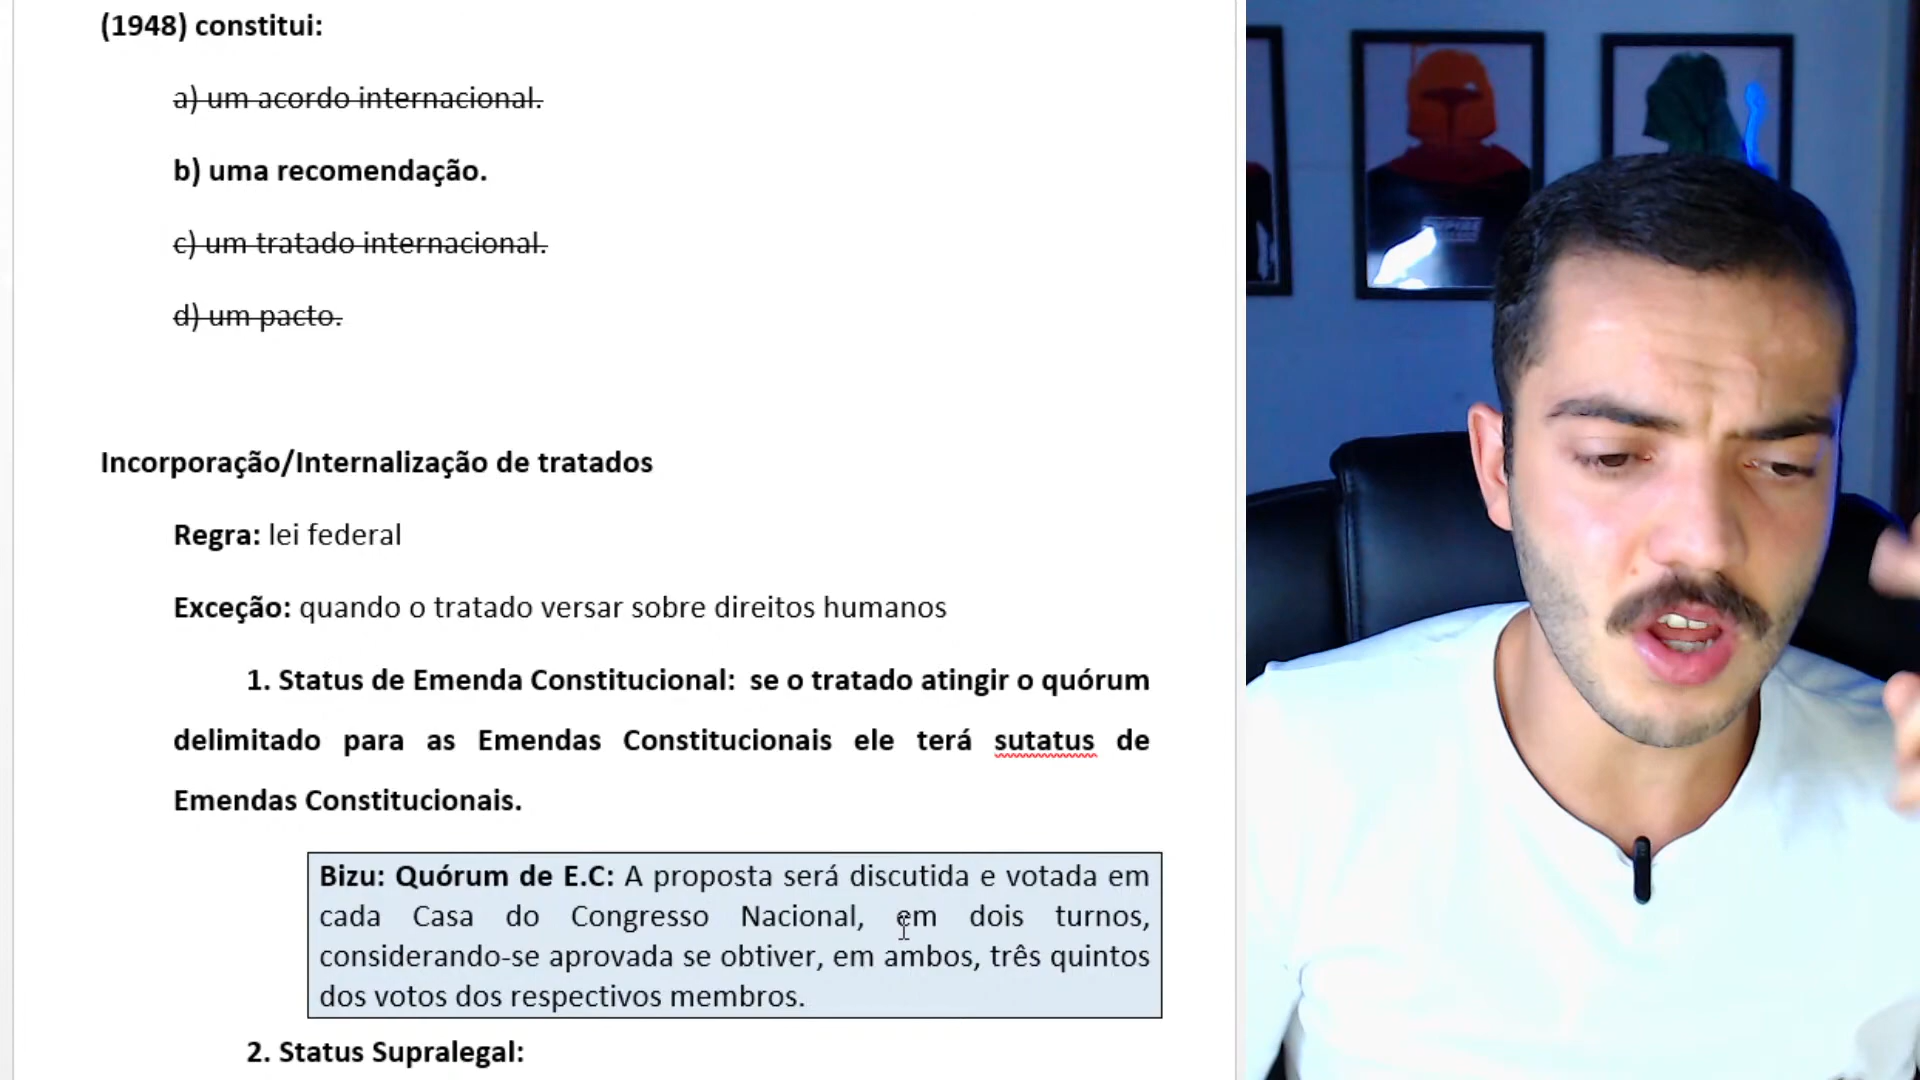 (1948) constitui:
a) um acordo internacional.
b) uma recomendação.
c) um tratado internacional.
d) um pacto.
Incorporação/Internalização de tratados
Regra: lei federal
Exceção: quando o tratado versar sobre direitos humanos
1. Status de Emenda Constitucional: se o tratado atingir o quórum
delimitado para as Emendas Constitucionais ele terá sutatus de
Emendas Constitucionais.
Bizu: Quórum de E.C: A proposta será discutida e votada em
cada Casa do Congresso Nacional, em dois turnos,
considerando-se aprovada se obtiver, em ambos, três quintos
dos votos dos respectivos membros.
2. Status Supralegal: